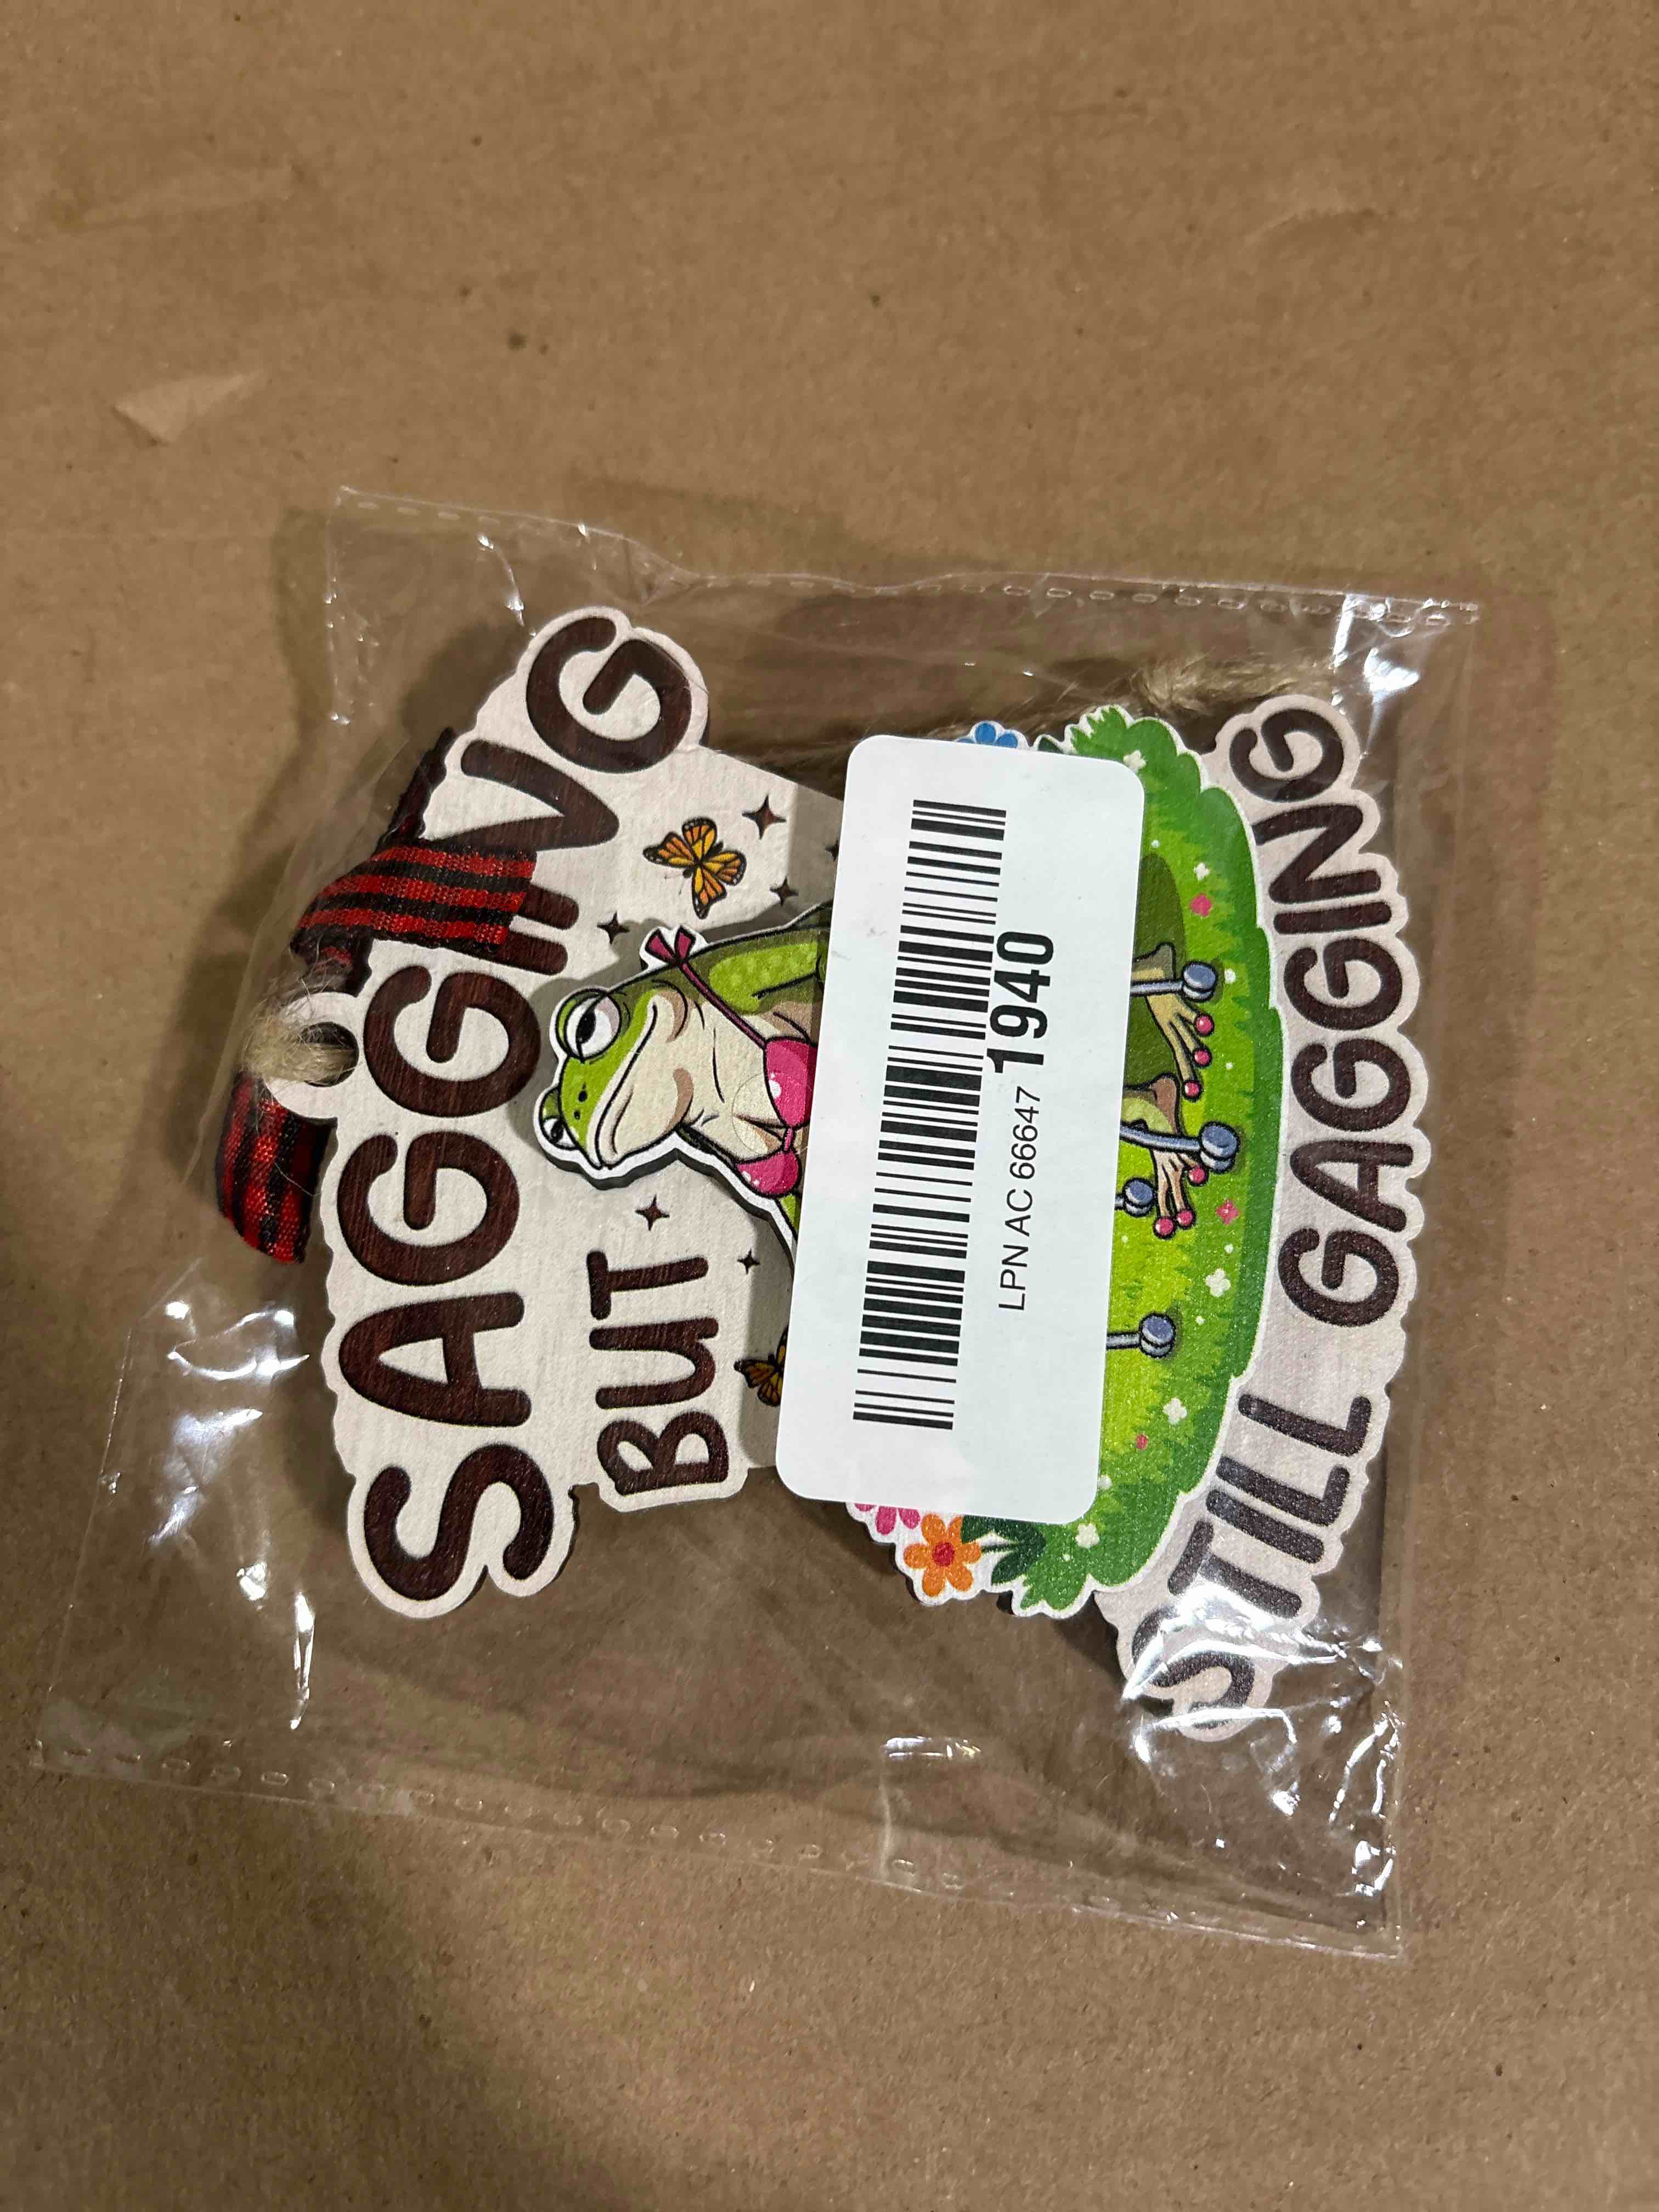 SAGGING
BUT
STILL GAGGING
LPN AC 66647 1940